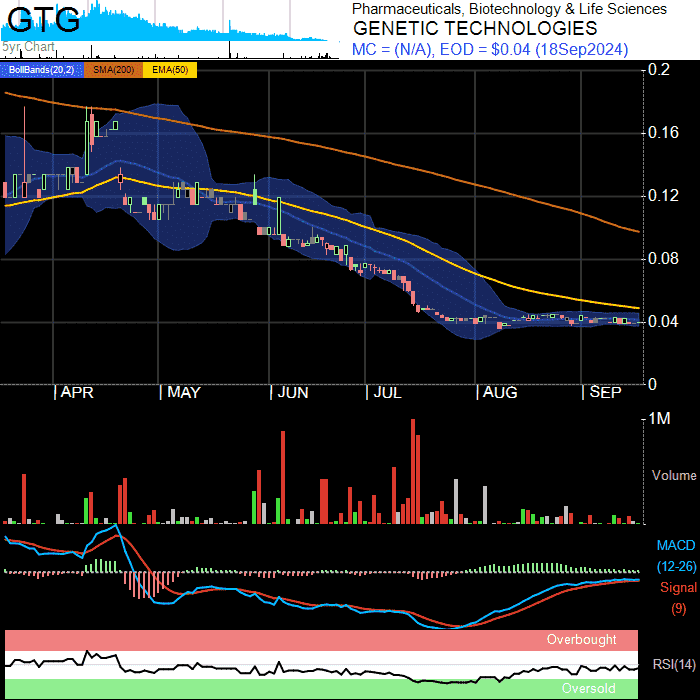 GTG
5yr Chart
Pharmaceuticals, Biotechnology & Life Sciences
GENETIC TECHNOLOGIES
MC = (N/A), EOD = $0.04 (18Sep2024)
BollBands(20,2) SMA(200) EMA(50)
0.2
0.16
0.12
0.08
0.04
0
APR MAY JUN JUL AUG SEP
1M
Volume
MACD
(12-26)
Signal
(9)
Overbought
RSI(14)
Oversold